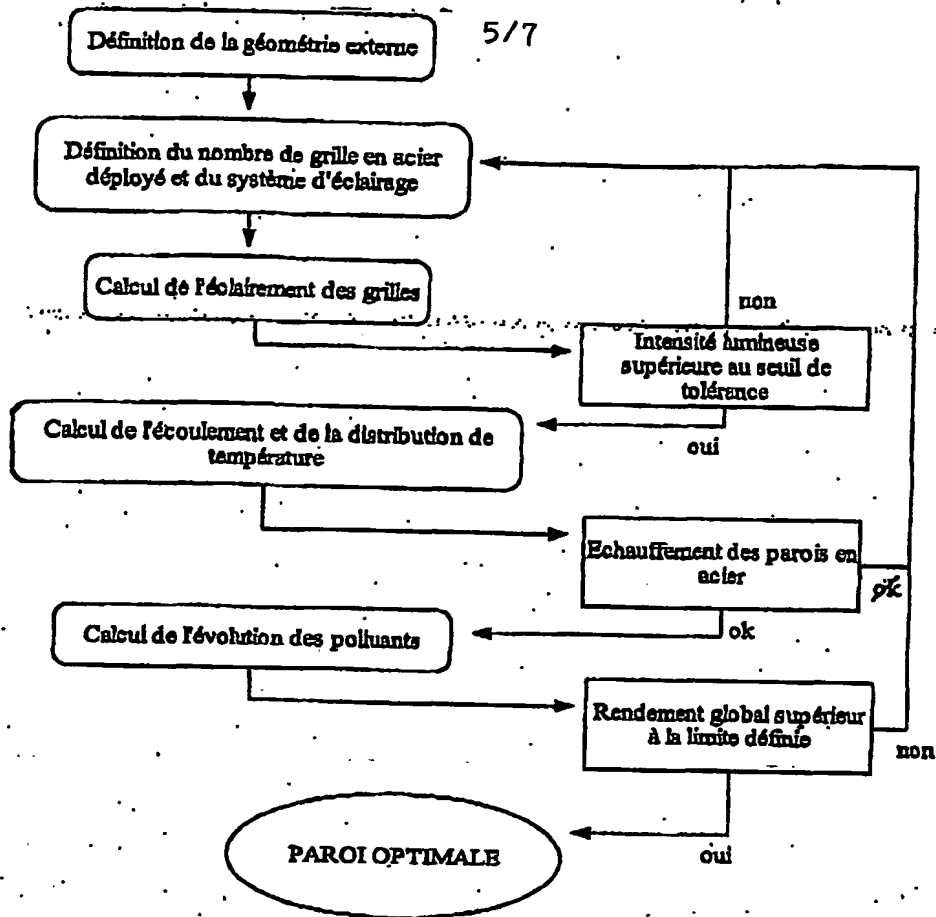 5/7
Définition de la géométrie externe
Définition du nombre de grille en acier
déployé et du système d'éclairage
Calcul de l'éclairement des grilles
non
Intensité lumineuse
supérieure au seuil de
tolérance
oui
Calcul de l'écoulement et de la distribution de
température
Echauffement des parois en
acier
ok
ok
Calcul de l'évolution des polluants
Rendement global supérieur
à la limite définie
non
oui
PAROI OPTIMALE